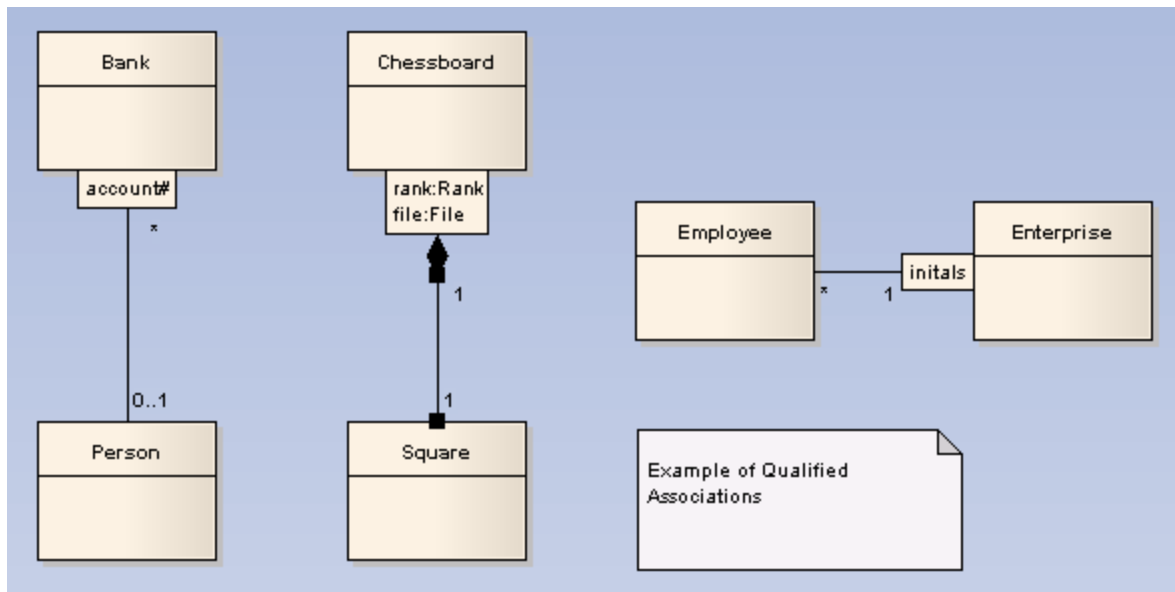 Bank
account#
*
0..1
Person
Chessboard
rank:Rank
file:File
1
1
Square
Employee
*
1
initals
Enterprise
Example of Qualified
Associations